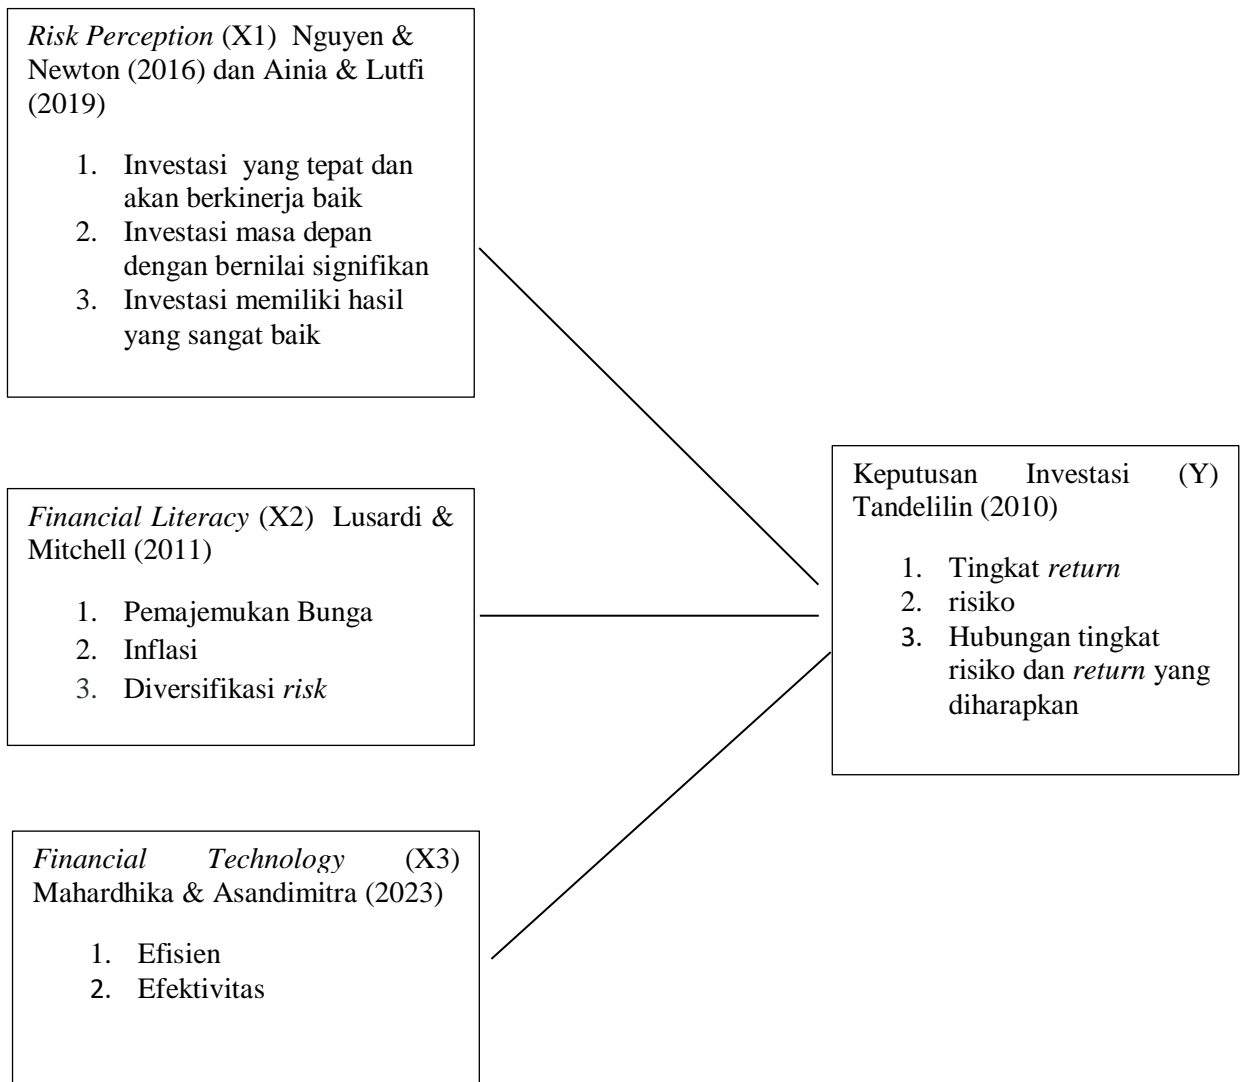 Risk Perception (X1) Nguyen &
Newton (2016) dan Ainia & Lutfi
(2019)
1. Investasi yang tepat dan
akan berkinerja baik
2. Investasi masa depan
dengan bernilai signifikan
3. Investasi memiliki hasil
yang sangat baik
Financial Literacy (X2) Lusardi &
Mitchell (2011)
1. Pemajemukan Bunga
2. Inflasi
3. Diversifikasi risk
Financial Technology (X3)
Mahardhika & Asandimitra (2023)
1. Efisien
2. Efektivitas
Keputusan Investasi (Y)
Tandelilin (2010)
1. Tingkat return
2. risiko
3. Hubungan tingkat
risiko dan return yang
diharapkan